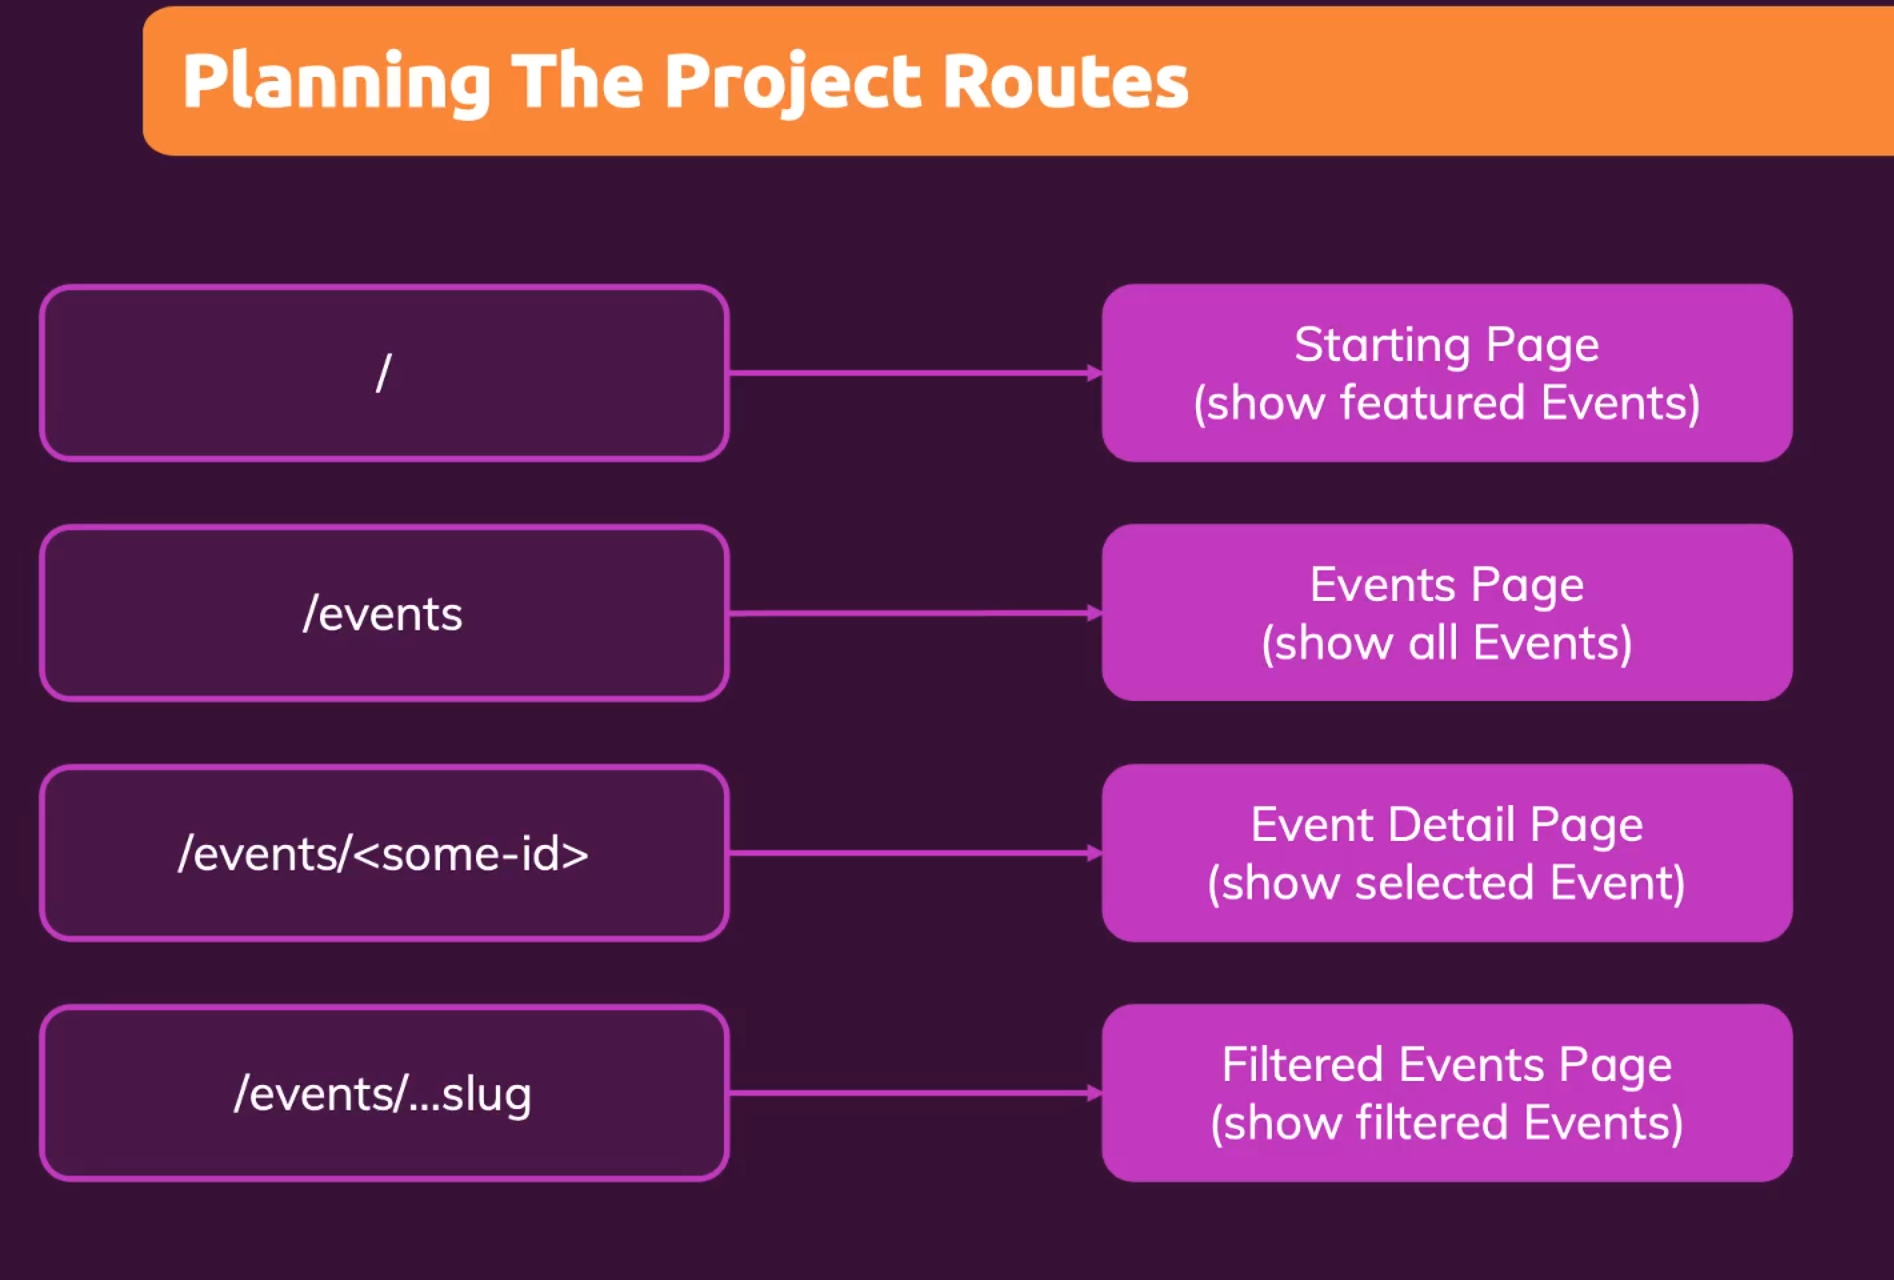 Planning The Project Routes
/
Starting Page
(show featured Events)
/events
Events Page
(show all Events)
/events/<some-id>
Event Detail Page
(show selected Event)
/events/...slug
Filtered Events Page
(show filtered Events)